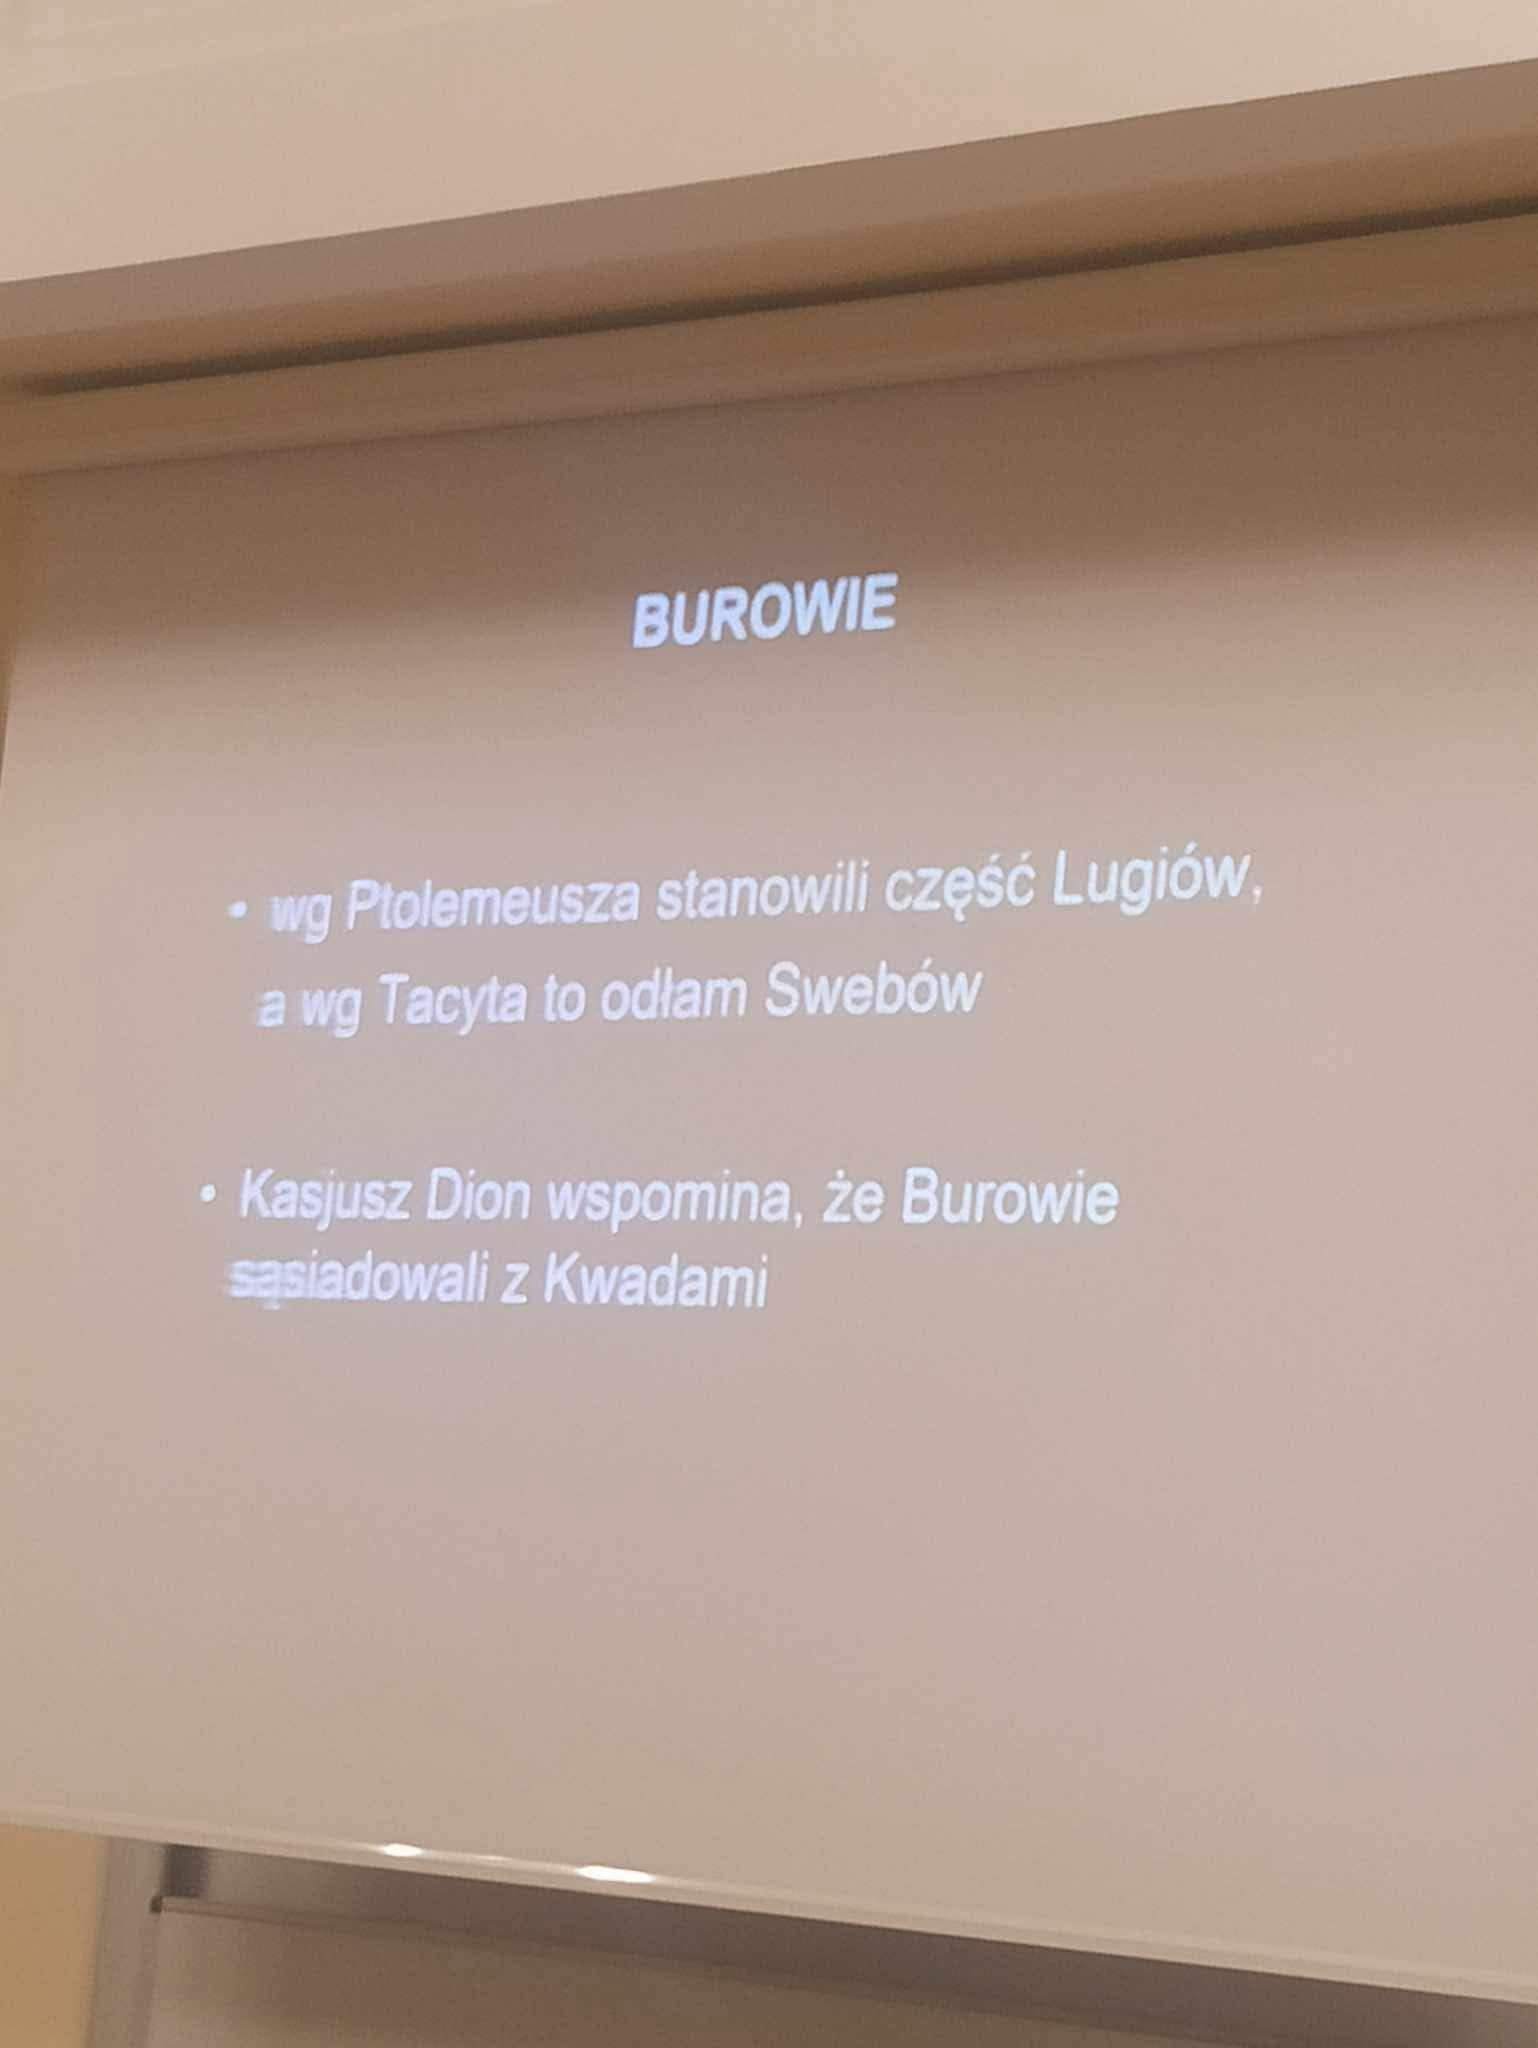 BUROWIE
• wg Ptolemeusza stanowili część Lugiów,
a wg Tacyta to odłam Swebów
• Kasjusz Dion wspomina, że Burowie
sąsiadowali z Kwadami